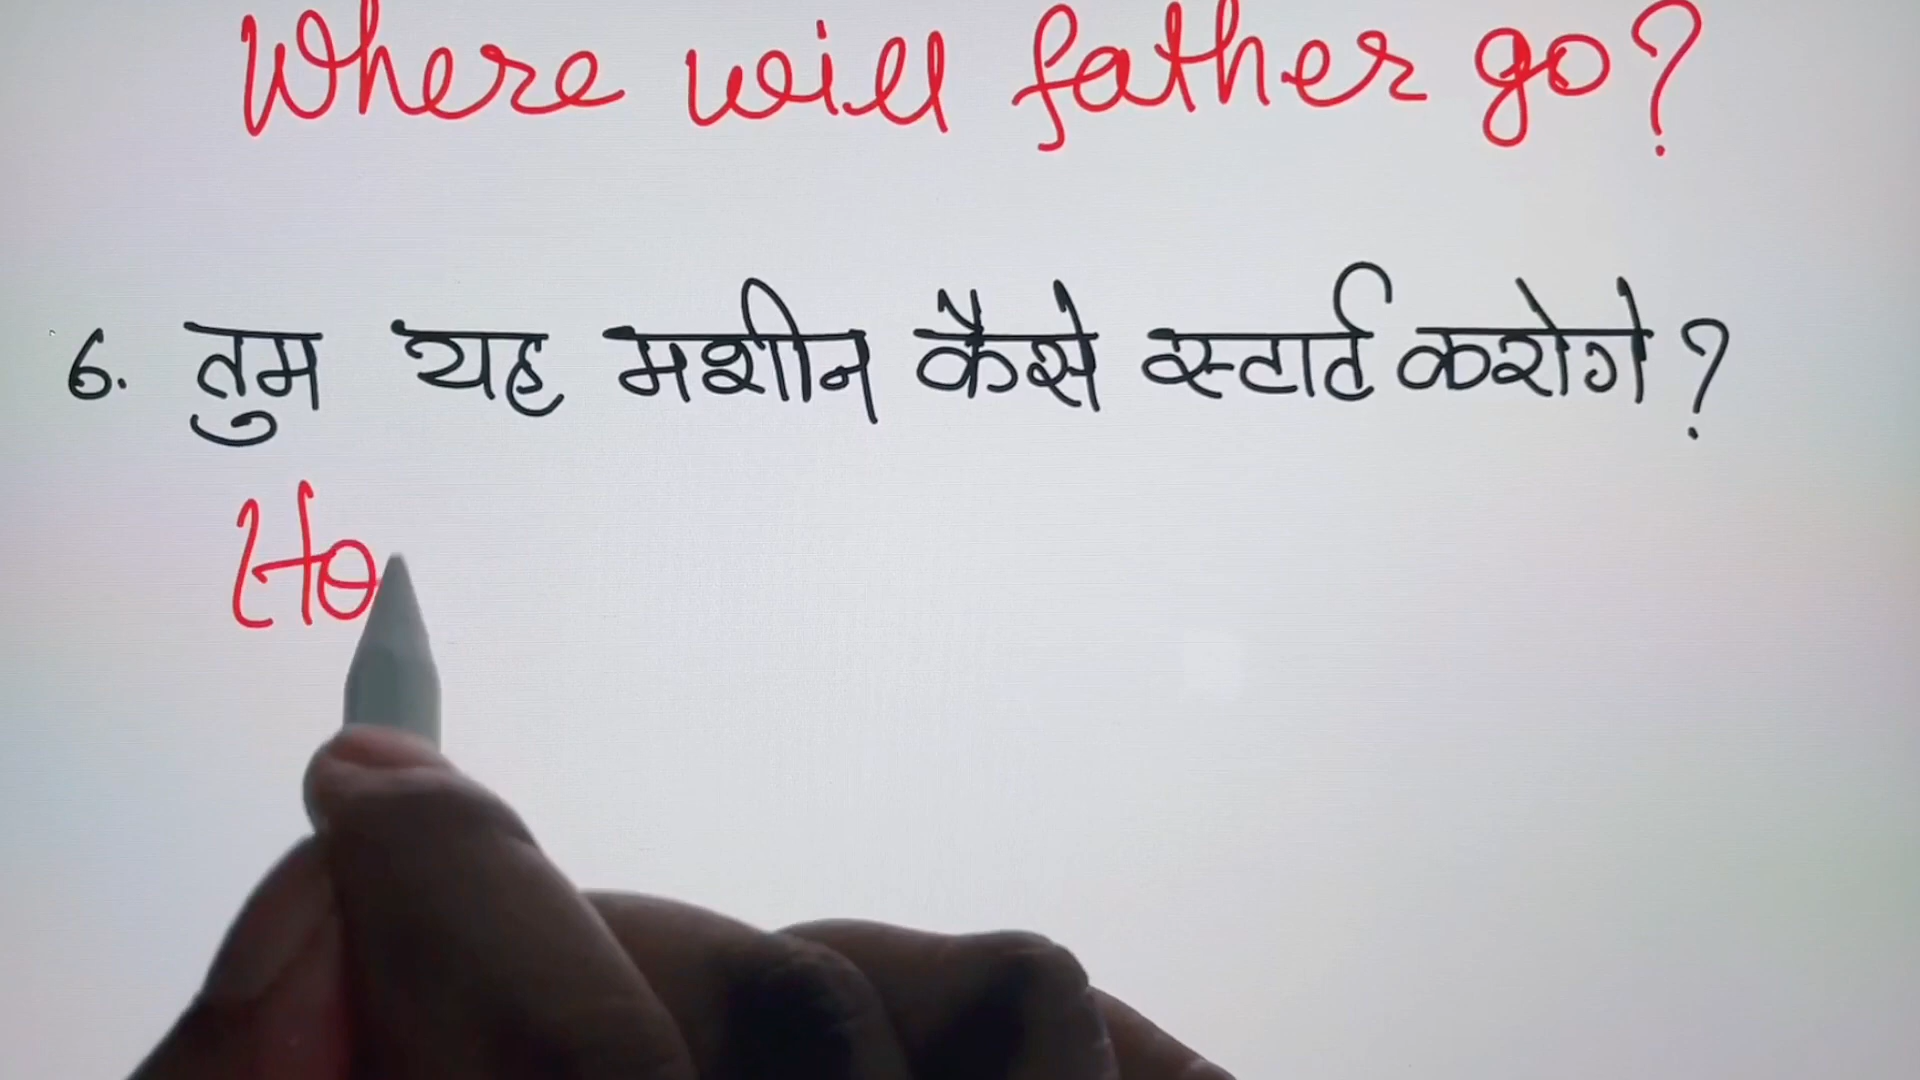 Where will father go?
6. तुम यह मशीन कैसे स्टार्ट करोगे?
Ho